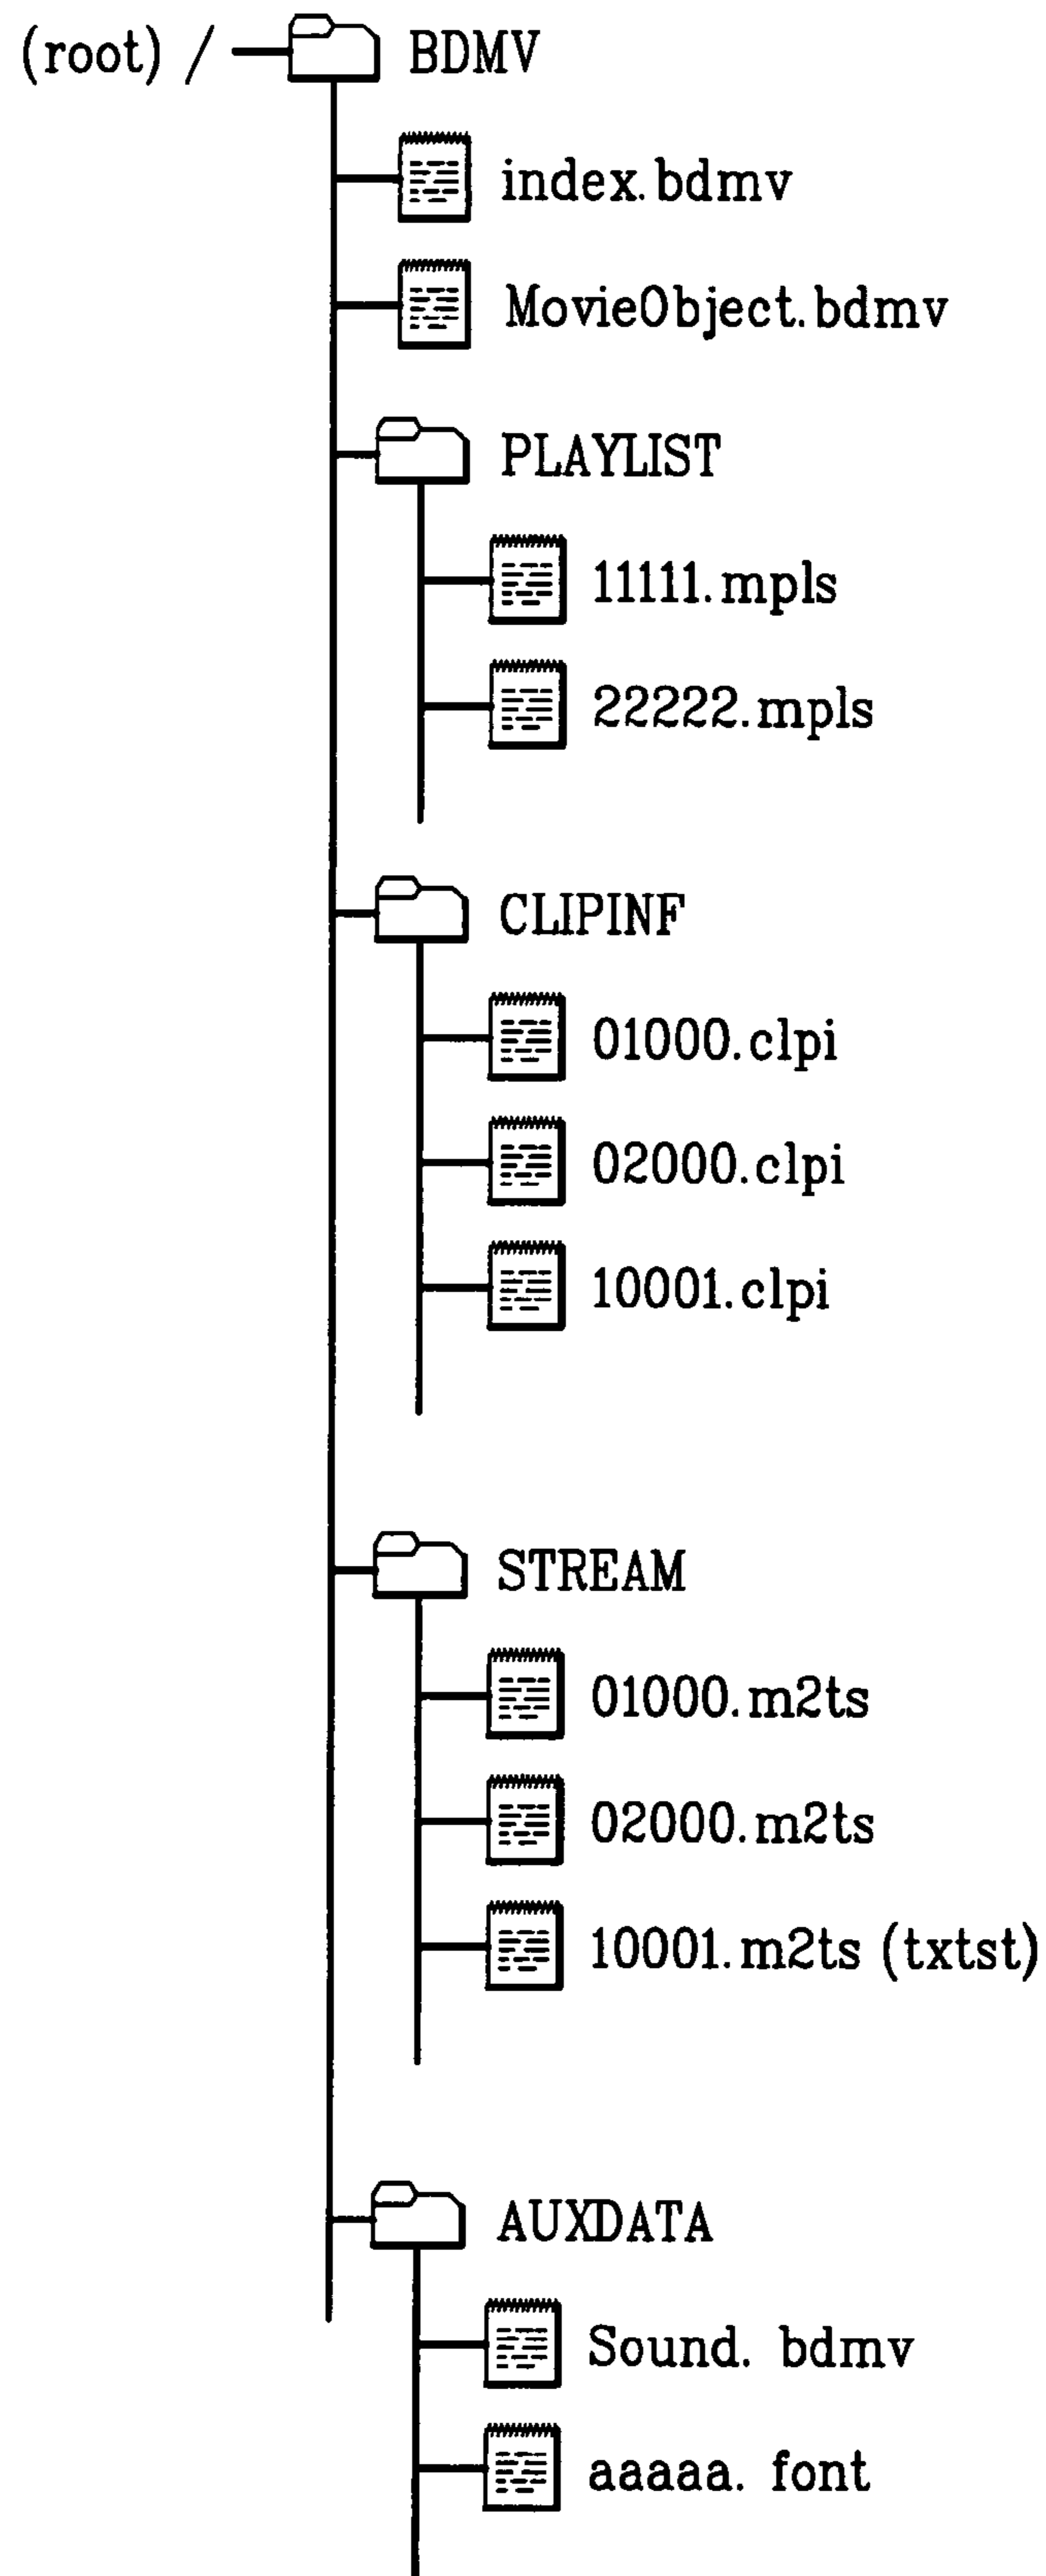 (root) / BDMV
index.bdmv
MovieObject.bdmv
PLAYLIST
11111.mpls
22222.mpls
CLIPINF
01000.clpi
02000.clpi
10001.clpi
STREAM
01000.m2ts
02000.m2ts
10001.m2ts (txtst)
AUXDATA
Sound. bdmv
aaaaa. font